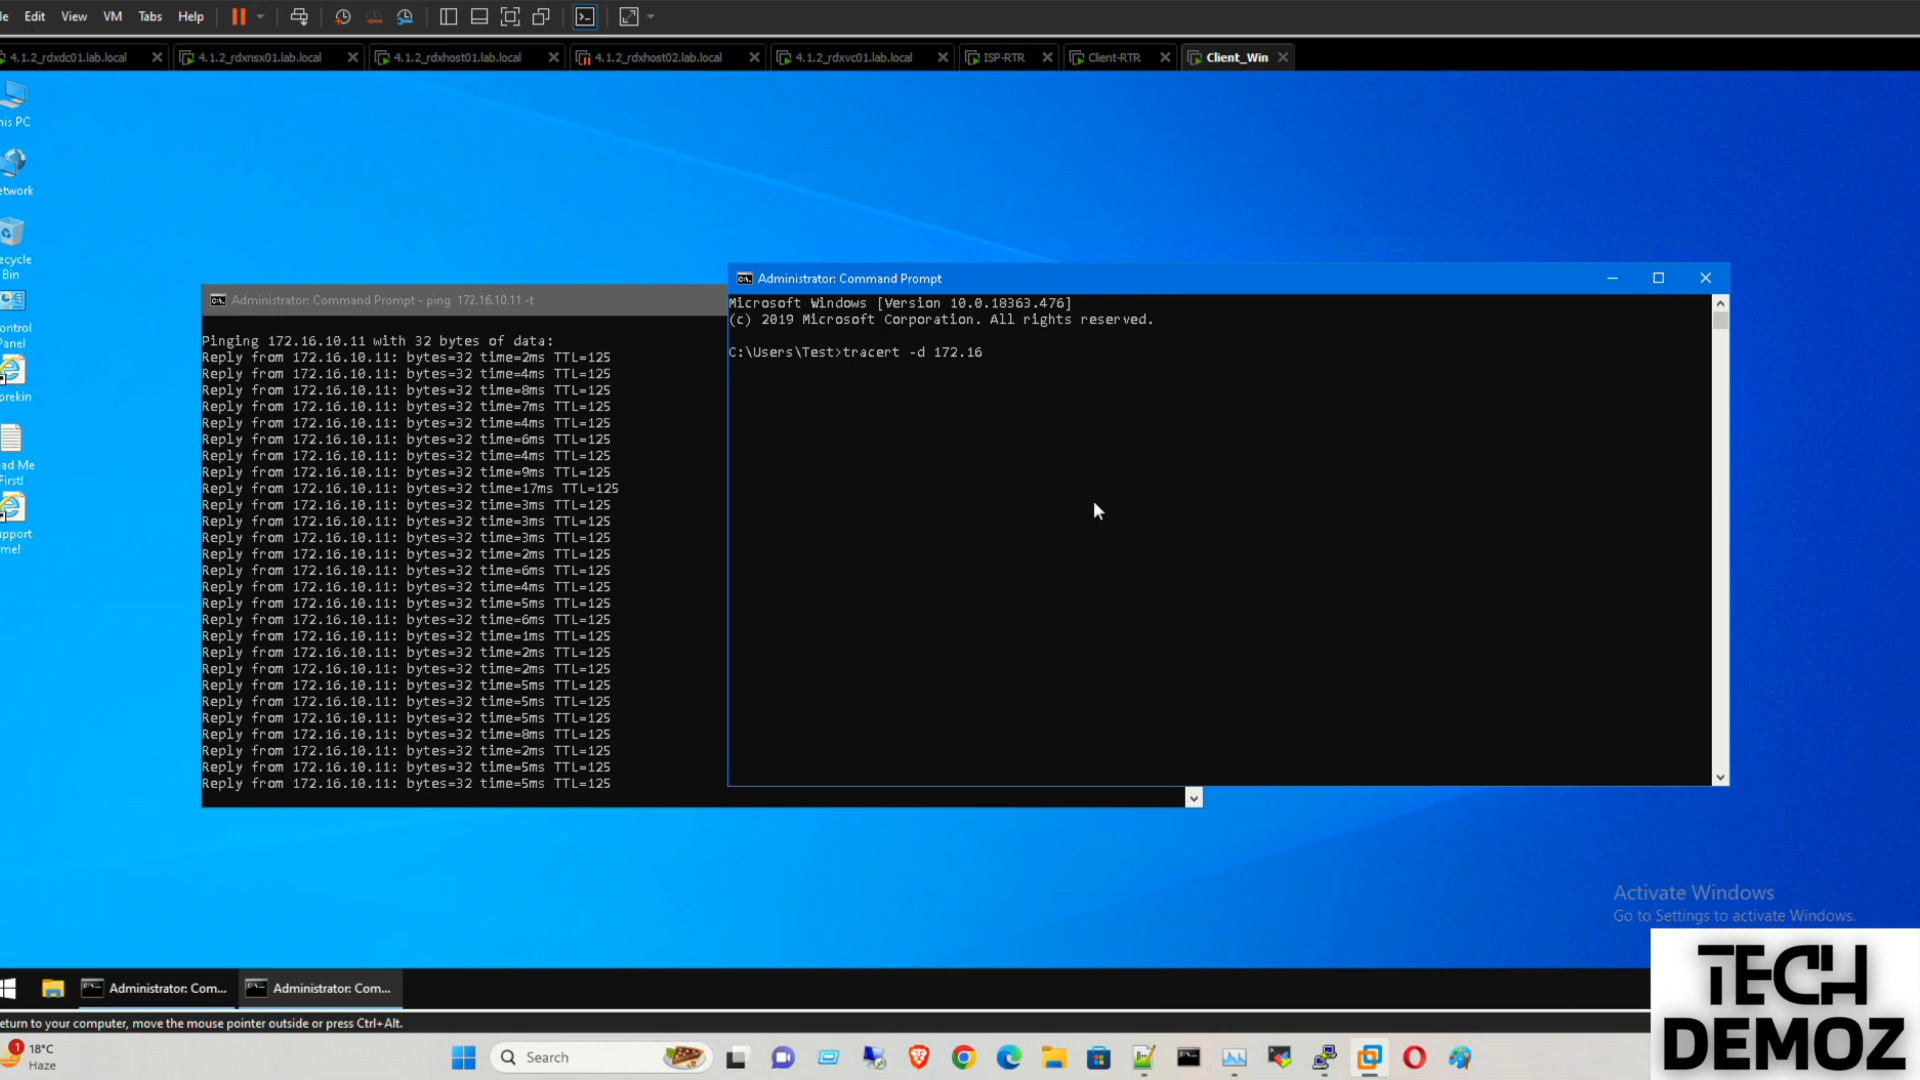 le Edit View VM Tabs Help
4.1.2_rdxdc01.lab.local 4.1.2_rdxnsx01.lab.local 4.1.2_rdxhost01.lab.local 4.1.2_rdxhost02.lab.local 4.1.2_rdxvc01.lab.local ISP-RTR Client-RTR Client_Win
his PC
etwork
ecycle
Bin
ontrol
Panel
prekin
ead Me
First!
upport
me!
Administrator: Command Prompt - ping 172.16.10.11 -t
Pinging 172.16.10.11 with 32 bytes of data:
Reply from 172.16.10.11: bytes=32 time=2ms TTL=125
Reply from 172.16.10.11: bytes=32 time=4ms TTL=125
Reply from 172.16.10.11: bytes=32 time=8ms TTL=125
Reply from 172.16.10.11: bytes=32 time=7ms TTL=125
Reply from 172.16.10.11: bytes=32 time=4ms TTL=125
Reply from 172.16.10.11: bytes=32 time=6ms TTL=125
Reply from 172.16.10.11: bytes=32 time=4ms TTL=125
Reply from 172.16.10.11: bytes=32 time=9ms TTL=125
Reply from 172.16.10.11: bytes=32 time=17ms TTL=125
Reply from 172.16.10.11: bytes=32 time=3ms TTL=125
Reply from 172.16.10.11: bytes=32 time=3ms TTL=125
Reply from 172.16.10.11: bytes=32 time=3ms TTL=125
Reply from 172.16.10.11: bytes=32 time=2ms TTL=125
Reply from 172.16.10.11: bytes=32 time=6ms TTL=125
Reply from 172.16.10.11: bytes=32 time=4ms TTL=125
Reply from 172.16.10.11: bytes=32 time=5ms TTL=125
Reply from 172.16.10.11: bytes=32 time=6ms TTL=125
Reply from 172.16.10.11: bytes=32 time=1ms TTL=125
Reply from 172.16.10.11: bytes=32 time=2ms TTL=125
Reply from 172.16.10.11: bytes=32 time=2ms TTL=125
Reply from 172.16.10.11: bytes=32 time=5ms TTL=125
Reply from 172.16.10.11: bytes=32 time=5ms TTL=125
Reply from 172.16.10.11: bytes=32 time=5ms TTL=125
Reply from 172.16.10.11: bytes=32 time=8ms TTL=125
Reply from 172.16.10.11: bytes=32 time=2ms TTL=125
Reply from 172.16.10.11: bytes=32 time=5ms TTL=125
Reply from 172.16.10.11: bytes=32 time=5ms TTL=125
Administrator: Command Prompt
Microsoft Windows [Version 10.0.18363.476]
(c) 2019 Microsoft Corporation. All rights reserved.
C:\Users\Test>tracert -d 172.16
Activate Windows
Go to Settings to activate Windows.
Administrator: Com... Administrator: Com...
eturn to your computer, move the mouse pointer outside or press Ctrl+Alt.
1 18°C
Haze
Search
TECH
DEMOZ